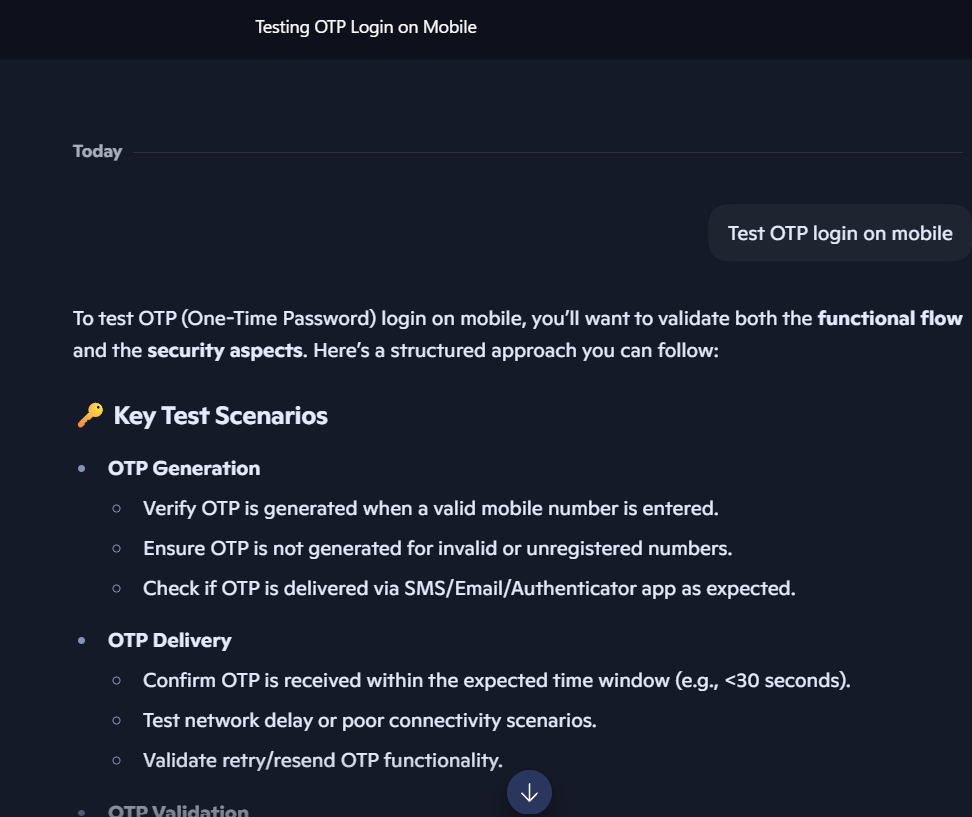 Testing OTP Login on Mobile
Today
Test OTP login on mobile
To test OTP (One-Time Password) login on mobile, you’ll want to validate both the functional flow
and the security aspects. Here’s a structured approach you can follow:
🔑 Key Test Scenarios
• OTP Generation
○ Verify OTP is generated when a valid mobile number is entered.
○ Ensure OTP is not generated for invalid or unregistered numbers.
○ Check if OTP is delivered via SMS/Email/Authenticator app as expected.
• OTP Delivery
○ Confirm OTP is received within the expected time window (e.g., <30 seconds).
○ Test network delay or poor connectivity scenarios.
○ Validate retry/resend OTP functionality.
• OTP Validation